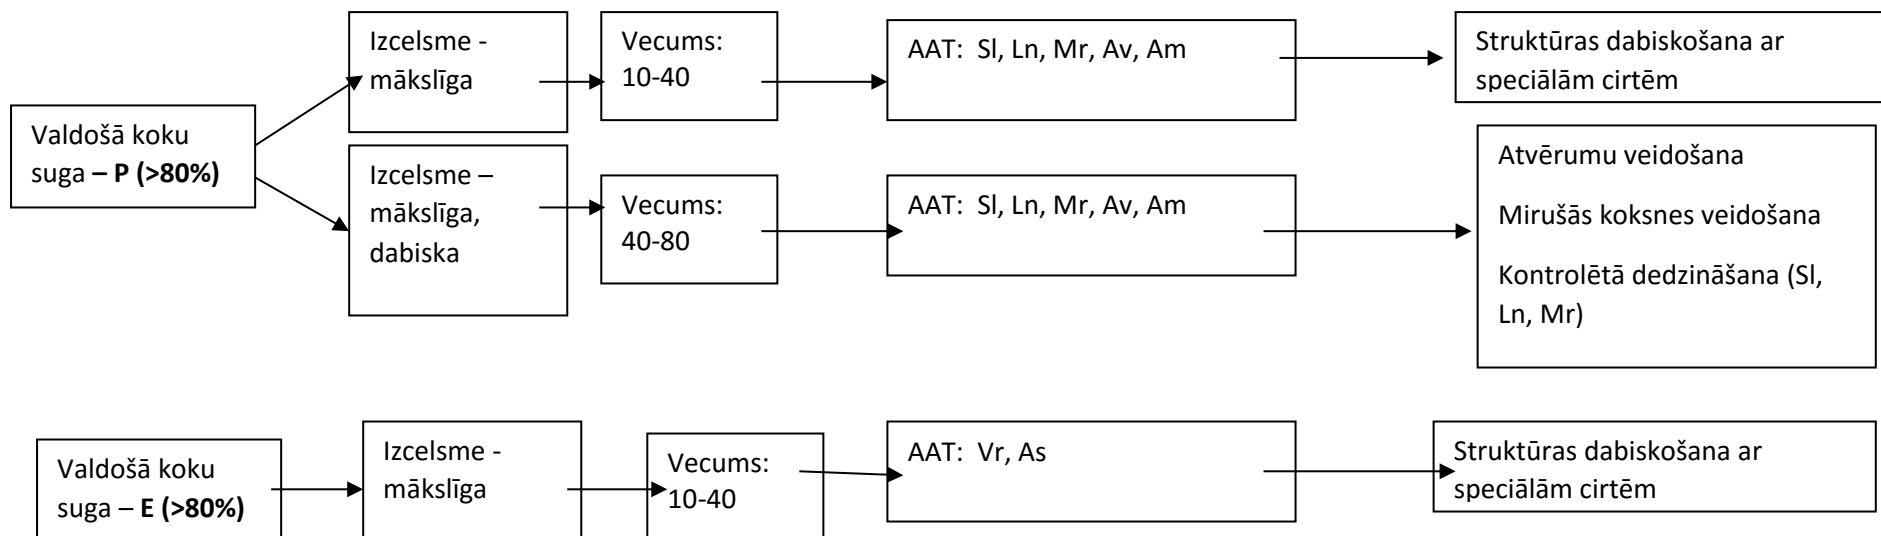 Valdošā koku
suga – P (>80%)
Izcelsme -
mākslīga
Vecums:
10-40
AAT: Sl, Ln, Mr, Av, Am
Struktūras dabiskošana ar
speciālām cirtēm
Izcelsme –
mākslīga,
dabiska
Vecums:
40-80
AAT: Sl, Ln, Mr, Av, Am
Atvērumu veidošana
Mirušās koksnes veidošana
Kontrolētā dedzināšana (Sl,
Ln, Mr)
Valdošā koku
suga – E (>80%)
Izcelsme -
mākslīga
Vecums:
10-40
AAT: Vr, As
Struktūras dabiskošana ar
speciālām cirtēm